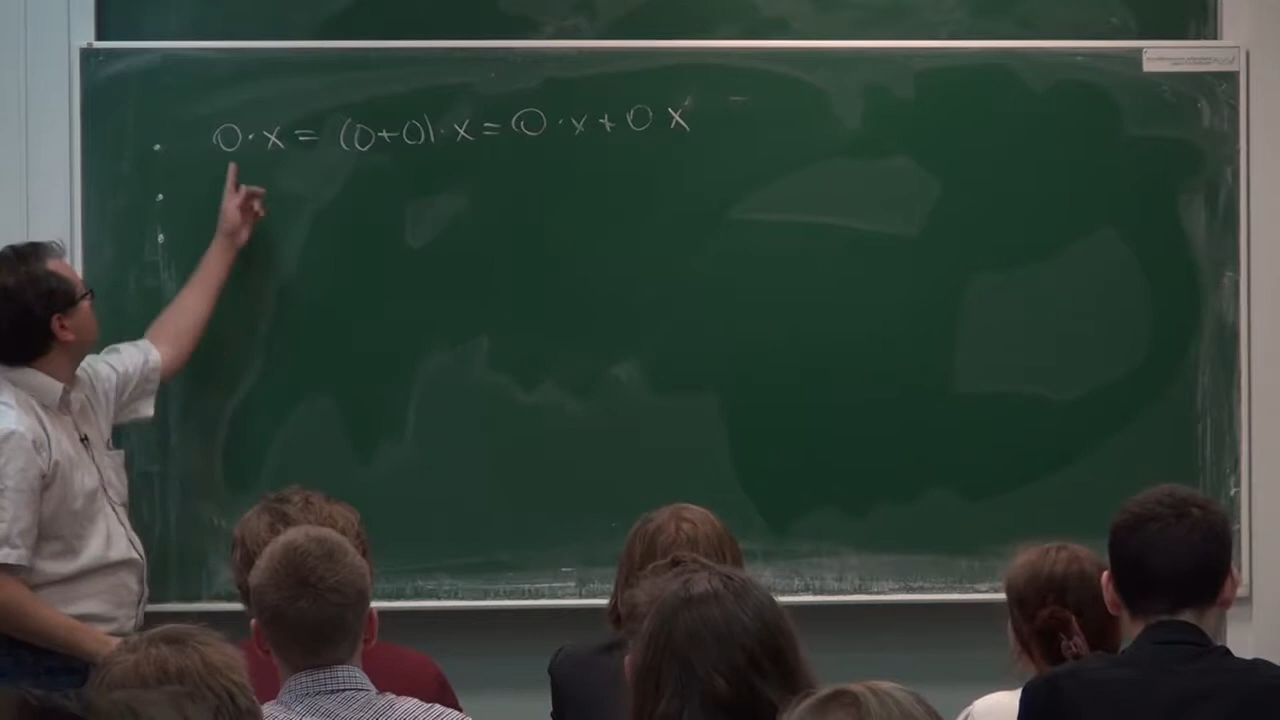 0·x = (0+0)·x = 0·x + 0 x